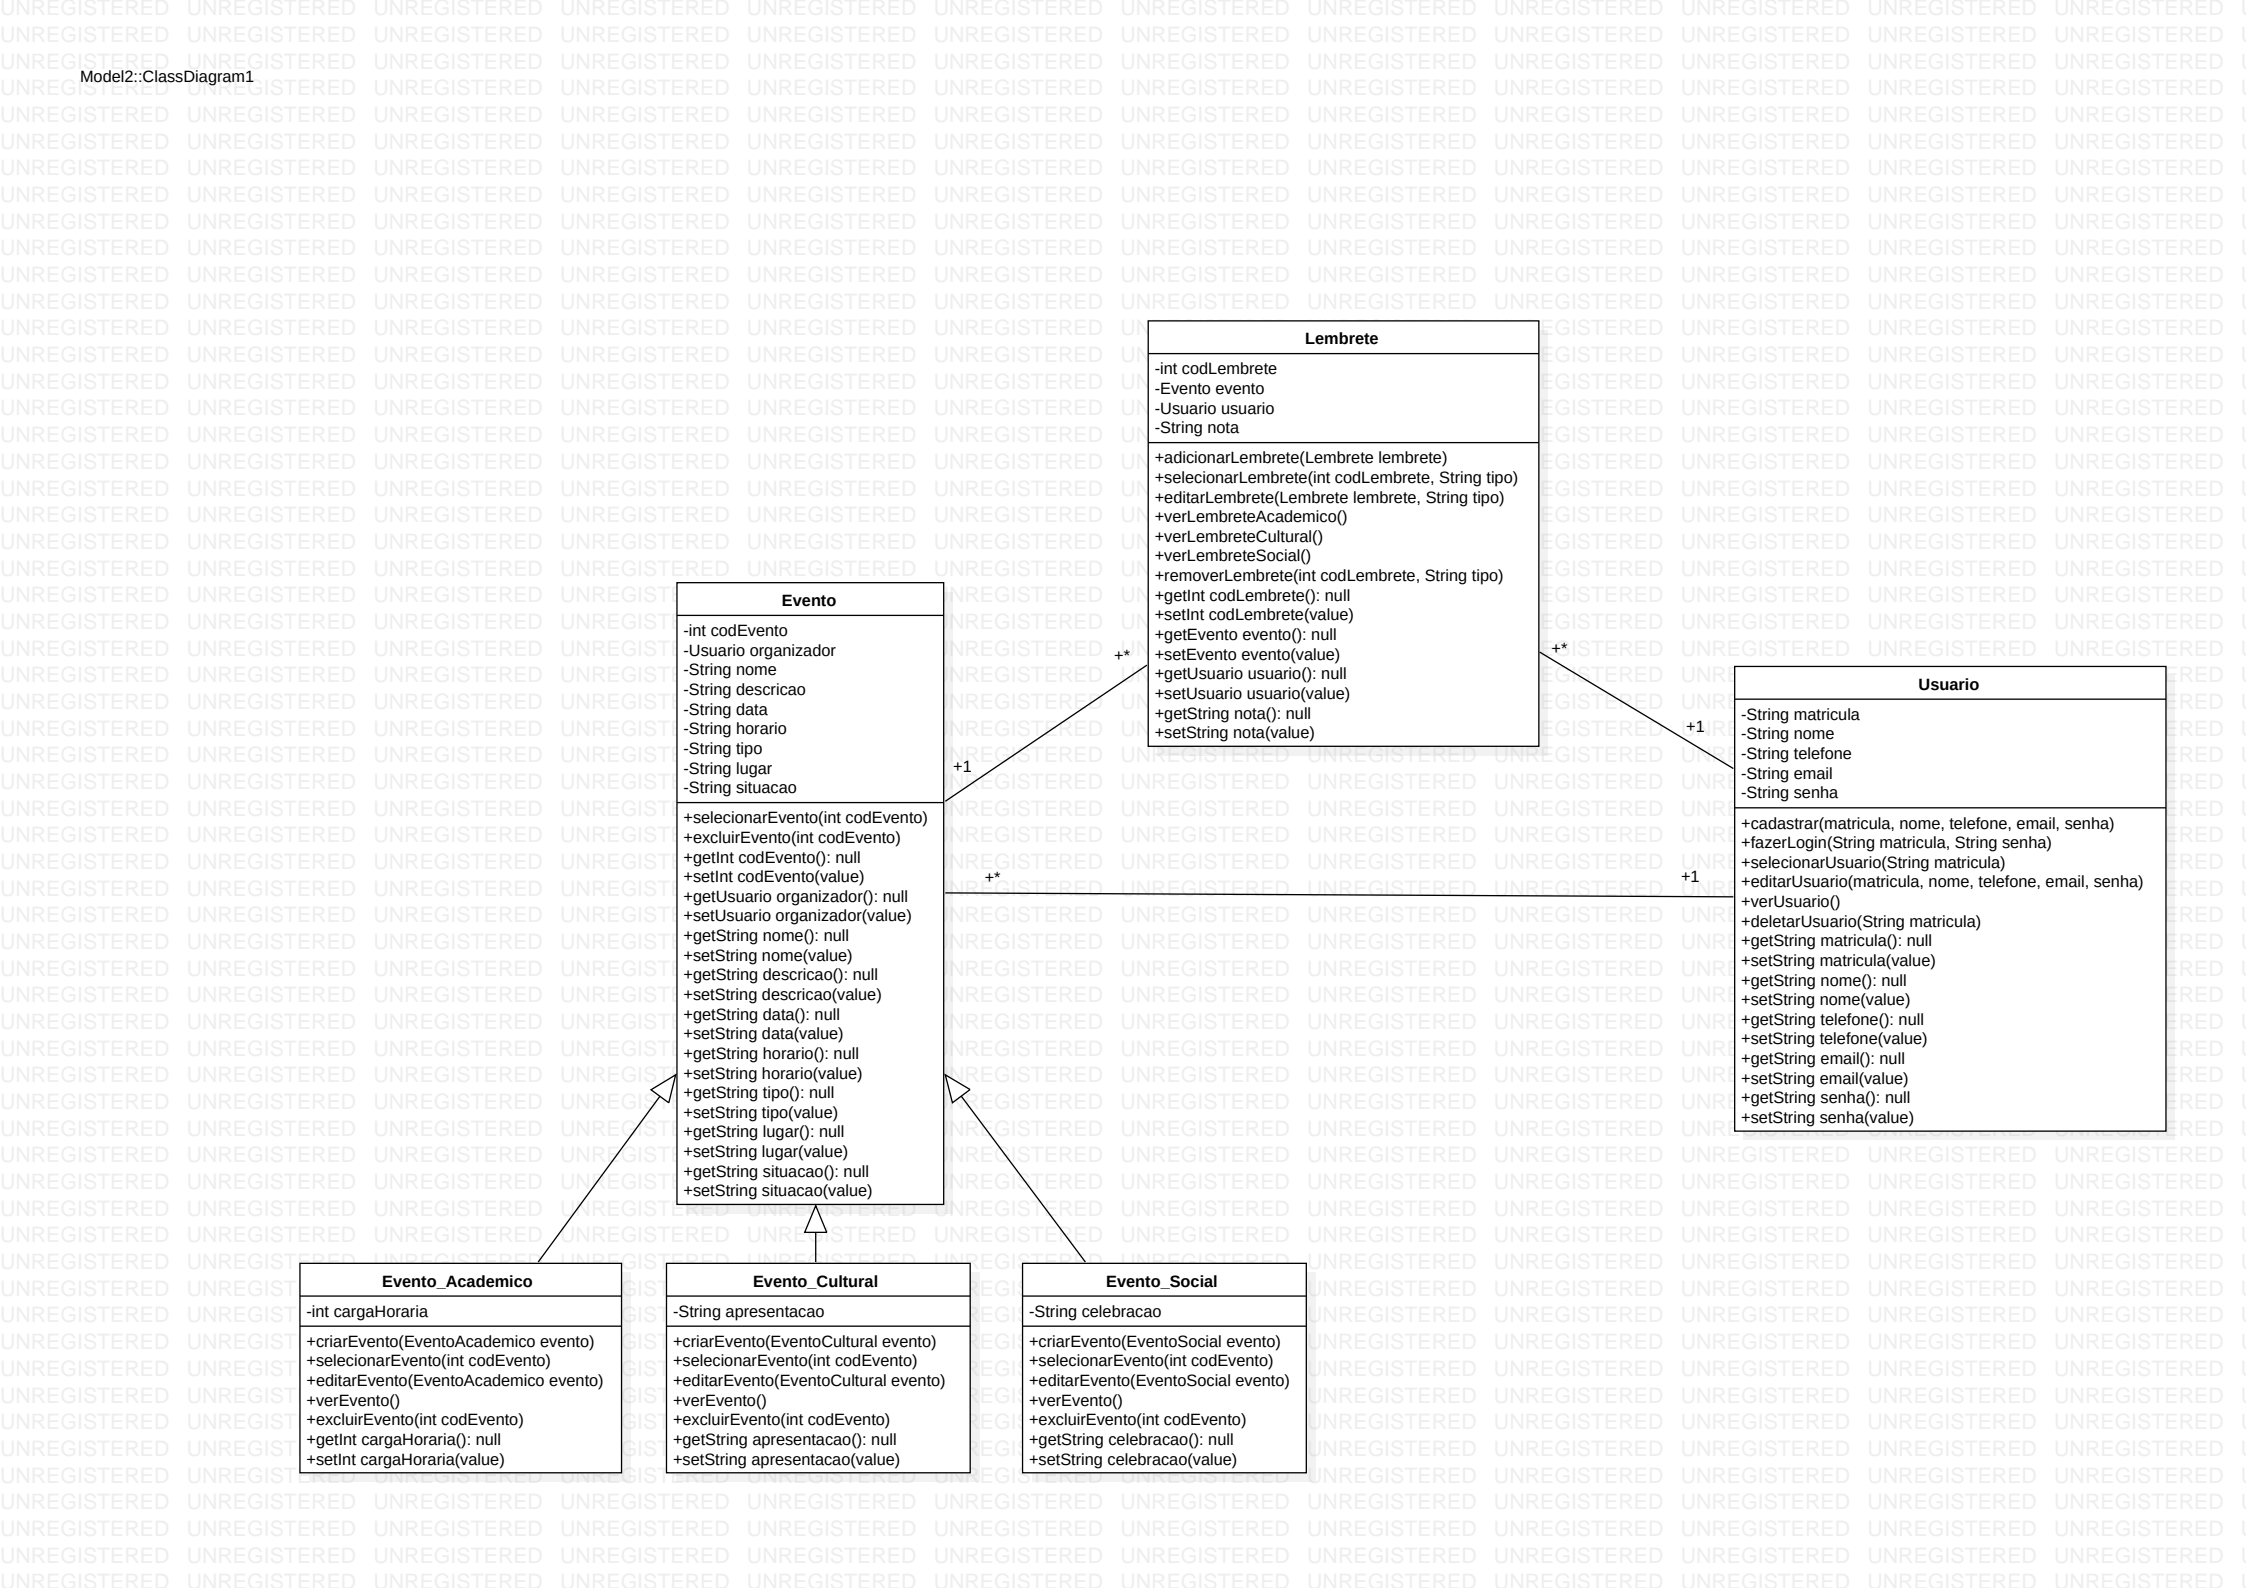 Model2::ClassDiagram1
Lembrete
-int codLembrete
-Evento evento
-Usuario usuario
-String nota
+adicionarLembrete(Lembrete lembrete)
+selecionarLembrete(int codLembrete, String tipo)
+editarLembrete(Lembrete lembrete, String tipo)
+verLembreteAcademico()
+verLembreteCultural()
+verLembreteSocial()
+removerLembrete(int codLembrete, String tipo)
+getInt codLembrete(): null
+setInt codLembrete(value)
+getEvento evento(): null
+setEvento evento(value)
+getUsuario usuario(): null
+setUsuario usuario(value)
+getString nota(): null
+setString nota(value)
Evento
-int codEvento
-Usuario organizador
-String nome
-String descricao
-String data
-String horario
-String tipo
-String lugar
-String situacao
+selecionarEvento(int codEvento)
+excluirEvento(int codEvento)
+getInt codEvento(): null
+setInt codEvento(value)
+getUsuario organizador(): null
+setUsuario organizador(value)
+getString nome(): null
+setString nome(value)
+getString descricao(): null
+setString descricao(value)
+getString data(): null
+setString data(value)
+getString horario(): null
+setString horario(value)
+getString tipo(): null
+setString tipo(value)
+getString lugar(): null
+setString lugar(value)
+getString situacao(): null
+setString situacao(value)
+*
+1
+*
+1
+*
+1
Usuario
-String matricula
-String nome
-String telefone
-String email
-String senha
+cadastrar(matricula, nome, telefone, email, senha)
+fazerLogin(String matricula, String senha)
+selecionarUsuario(String matricula)
+editarUsuario(matricula, nome, telefone, email, senha)
+verUsuario()
+deletarUsuario(String matricula)
+getString matricula(): null
+setString matricula(value)
+getString nome(): null
+setString nome(value)
+getString telefone(): null
+setString telefone(value)
+getString email(): null
+setString email(value)
+getString senha(): null
+setString senha(value)
Evento_Academico
-int cargaHoraria
+criarEvento(EventoAcademico evento)
+selecionarEvento(int codEvento)
+editarEvento(EventoAcademico evento)
+verEvento()
+excluirEvento(int codEvento)
+getInt cargaHoraria(): null
+setInt cargaHoraria(value)
Evento_Cultural
-String apresentacao
+criarEvento(EventoCultural evento)
+selecionarEvento(int codEvento)
+editarEvento(EventoCultural evento)
+verEvento()
+excluirEvento(int codEvento)
+getString apresentacao(): null
+setString apresentacao(value)
Evento_Social
-String celebracao
+criarEvento(EventoSocial evento)
+selecionarEvento(int codEvento)
+editarEvento(EventoSocial evento)
+verEvento()
+excluirEvento(int codEvento)
+getString celebracao(): null
+setString celebracao(value)
UNREGISTERED